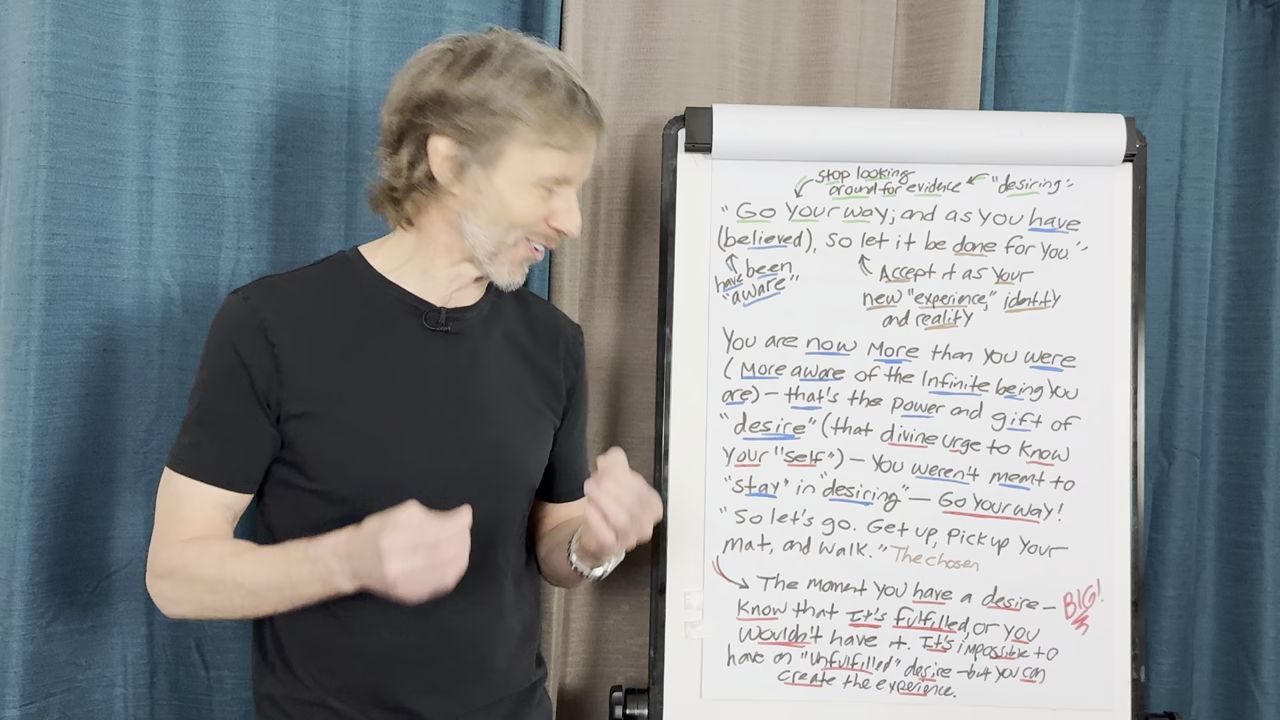 stop looking
around for evidence
"desiring"
"Go your way; and as you have
(believed), so let it be done for you."
have been
"aware"
Accept it as your
new "experience," identity
and reality
You are now More than you were
(More aware of the Infinite being you
are) – that's the power and gift of
"desire" (that divine urge to know
your "self") – You weren't memt to
"stay" in "desiring" – Go your way!
"So let's go. Get up, pick up your
mat, and walk." The chosen
The moment you have a desire –
know that It's fulfilled, or you
wouldn't have it. It's impossible to
have an "unfulfilled" desire – but you can
create the experience.
BIG!